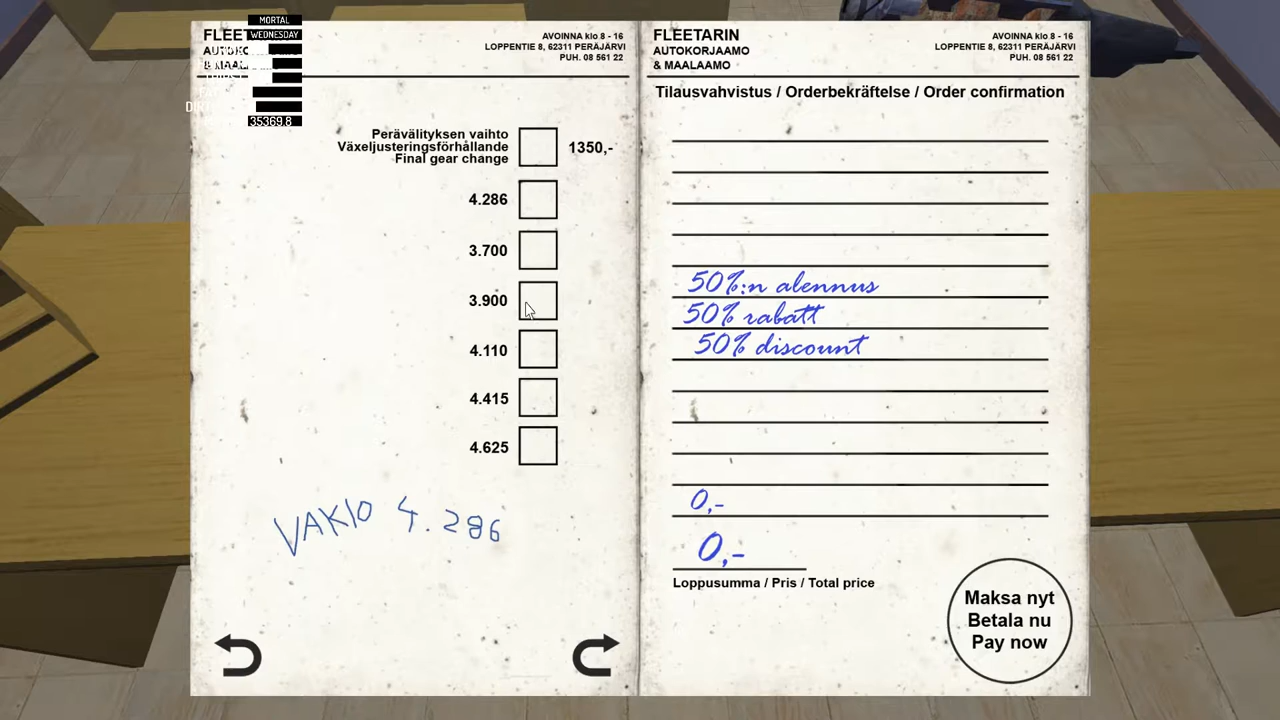 MORTAL
WEDNESDAY
35369.8
AVOINNA klo 8 - 16
LOPPENTIE 8, 62311 PERÄJÄRVI
PUH. 08 561 22
& MAALAAMO
Perävälityksen vaihto
Växeljusteringsförhållande
Final gear change
1350,-
4.286
3.700
3.900
4.110
4.415
4.625
VAKIO 4.286
FLEETARIN
AUTOKORJAAMO
& MAALAAMO
AVOINNA klo 8 - 16
LOPPENTIE 8, 62311 PERÄJÄRVI
PUH. 08 561 22
Tilausvahvistus / Orderbekräftelse / Order confirmation
50%:n alennus
50% rabatt
50% discount
0,-
0,-
Loppusumma / Pris / Total price
Maksa nyt
Betala nu
Pay now